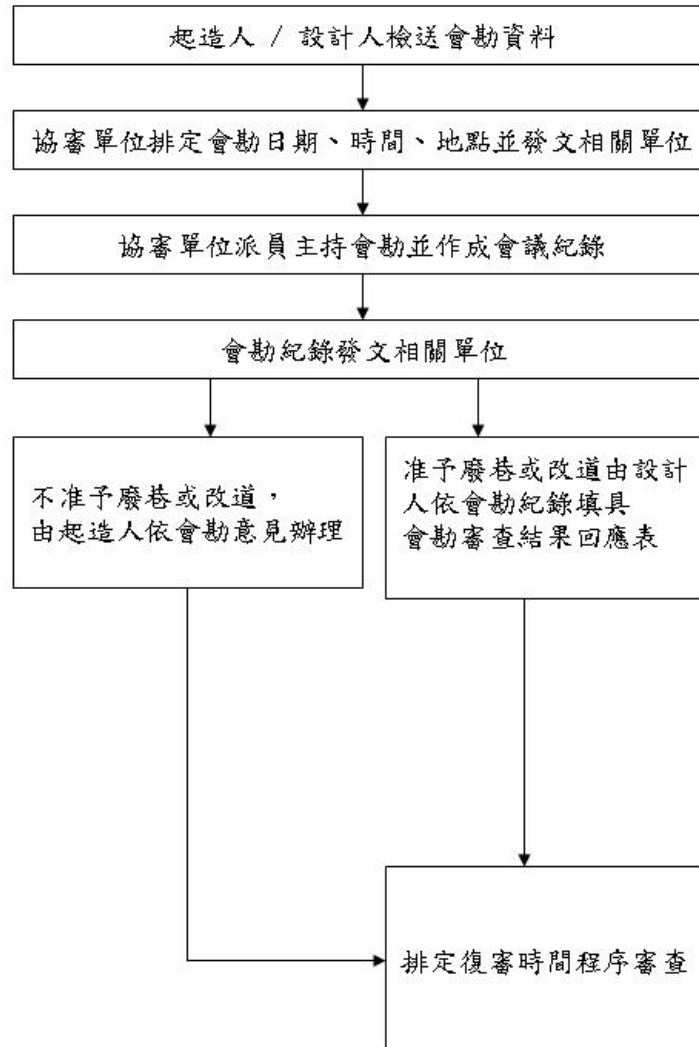 起造人 / 設計人檢送會勘資料
協審單位排定會勘日期、時間、地點並發文相關單位
協審單位派員主持會勘並作成會議紀錄
會勘紀錄發文相關單位
不准予廢巷或改道，
由起造人依會勘意見辦理
准予廢巷或改道由設計
人依會勘紀錄填具
會勘審查結果回應表
排定復審時間程序審查